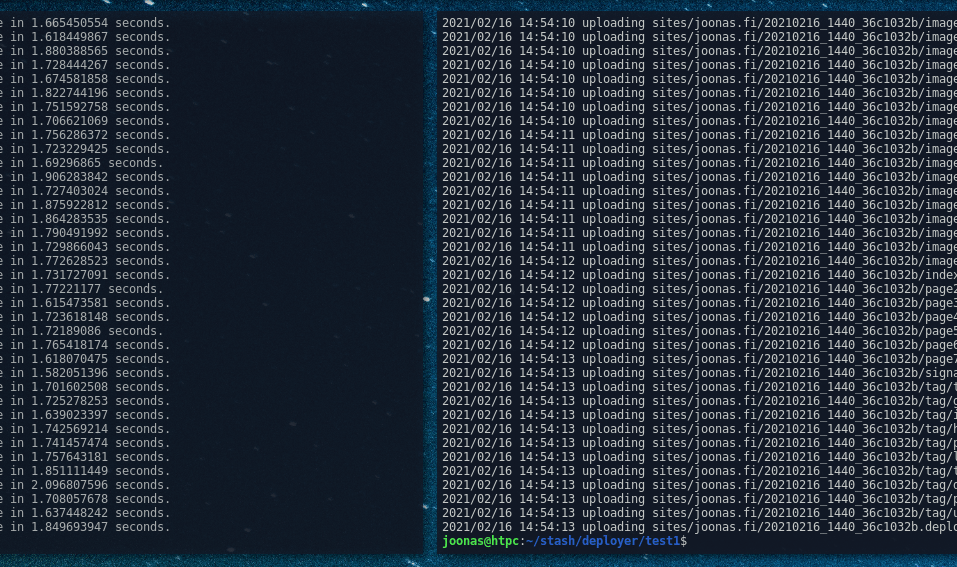 e in 1.665450554 seconds.
e in 1.618449867 seconds.
e in 1.880388565 seconds.
e in 1.728444267 seconds.
e in 1.674581858 seconds.
e in 1.822744196 seconds.
e in 1.751592758 seconds.
e in 1.706621069 seconds.
e in 1.756286372 seconds.
e in 1.723229425 seconds.
e in 1.69296865 seconds.
e in 1.906283842 seconds.
e in 1.727403024 seconds.
e in 1.875922812 seconds.
e in 1.864283535 seconds.
e in 1.790491992 seconds.
e in 1.729866043 seconds.
e in 1.772628523 seconds.
e in 1.731727091 seconds.
e in 1.77221177 seconds.
e in 1.615473581 seconds.
e in 1.723618148 seconds.
e in 1.72189086 seconds.
e in 1.765418174 seconds.
e in 1.618070475 seconds.
e in 1.582051396 seconds.
e in 1.701602508 seconds.
e in 1.725278253 seconds.
e in 1.639023397 seconds.
e in 1.742569214 seconds.
e in 1.741457474 seconds.
e in 1.757643181 seconds.
e in 1.851111449 seconds.
e in 2.096807596 seconds.
e in 1.708057678 seconds.
e in 1.637448242 seconds.
e in 1.849693947 seconds.
2021/02/16 14:54:10 uploading sites/joonas.fi/20210216_1440_36c1032b/image
2021/02/16 14:54:10 uploading sites/joonas.fi/20210216_1440_36c1032b/image
2021/02/16 14:54:10 uploading sites/joonas.fi/20210216_1440_36c1032b/image
2021/02/16 14:54:10 uploading sites/joonas.fi/20210216_1440_36c1032b/image
2021/02/16 14:54:10 uploading sites/joonas.fi/20210216_1440_36c1032b/image
2021/02/16 14:54:10 uploading sites/joonas.fi/20210216_1440_36c1032b/image
2021/02/16 14:54:10 uploading sites/joonas.fi/20210216_1440_36c1032b/image
2021/02/16 14:54:10 uploading sites/joonas.fi/20210216_1440_36c1032b/image
2021/02/16 14:54:11 uploading sites/joonas.fi/20210216_1440_36c1032b/image
2021/02/16 14:54:11 uploading sites/joonas.fi/20210216_1440_36c1032b/image
2021/02/16 14:54:11 uploading sites/joonas.fi/20210216_1440_36c1032b/image
2021/02/16 14:54:11 uploading sites/joonas.fi/20210216_1440_36c1032b/image
2021/02/16 14:54:11 uploading sites/joonas.fi/20210216_1440_36c1032b/image
2021/02/16 14:54:11 uploading sites/joonas.fi/20210216_1440_36c1032b/image
2021/02/16 14:54:11 uploading sites/joonas.fi/20210216_1440_36c1032b/image
2021/02/16 14:54:11 uploading sites/joonas.fi/20210216_1440_36c1032b/image
2021/02/16 14:54:11 uploading sites/joonas.fi/20210216_1440_36c1032b/image
2021/02/16 14:54:12 uploading sites/joonas.fi/20210216_1440_36c1032b/image
2021/02/16 14:54:12 uploading sites/joonas.fi/20210216_1440_36c1032b/index
2021/02/16 14:54:12 uploading sites/joonas.fi/20210216_1440_36c1032b/page2
2021/02/16 14:54:12 uploading sites/joonas.fi/20210216_1440_36c1032b/page3
2021/02/16 14:54:12 uploading sites/joonas.fi/20210216_1440_36c1032b/page4
2021/02/16 14:54:12 uploading sites/joonas.fi/20210216_1440_36c1032b/page5
2021/02/16 14:54:12 uploading sites/joonas.fi/20210216_1440_36c1032b/page6
2021/02/16 14:54:13 uploading sites/joonas.fi/20210216_1440_36c1032b/page7
2021/02/16 14:54:13 uploading sites/joonas.fi/20210216_1440_36c1032b/signa
2021/02/16 14:54:13 uploading sites/joonas.fi/20210216_1440_36c1032b/tag/t
2021/02/16 14:54:13 uploading sites/joonas.fi/20210216_1440_36c1032b/tag/g
2021/02/16 14:54:13 uploading sites/joonas.fi/20210216_1440_36c1032b/tag/i
2021/02/16 14:54:13 uploading sites/joonas.fi/20210216_1440_36c1032b/tag/h
2021/02/16 14:54:13 uploading sites/joonas.fi/20210216_1440_36c1032b/tag/p
2021/02/16 14:54:13 uploading sites/joonas.fi/20210216_1440_36c1032b/tag/l
2021/02/16 14:54:13 uploading sites/joonas.fi/20210216_1440_36c1032b/tag/t
2021/02/16 14:54:13 uploading sites/joonas.fi/20210216_1440_36c1032b/tag/d
2021/02/16 14:54:13 uploading sites/joonas.fi/20210216_1440_36c1032b/tag/p
2021/02/16 14:54:13 uploading sites/joonas.fi/20210216_1440_36c1032b/tag/u
2021/02/16 14:54:13 uploading sites/joonas.fi/20210216_1440_36c1032b.deplo
joonas@htpc:~/stash/deployer/test1$